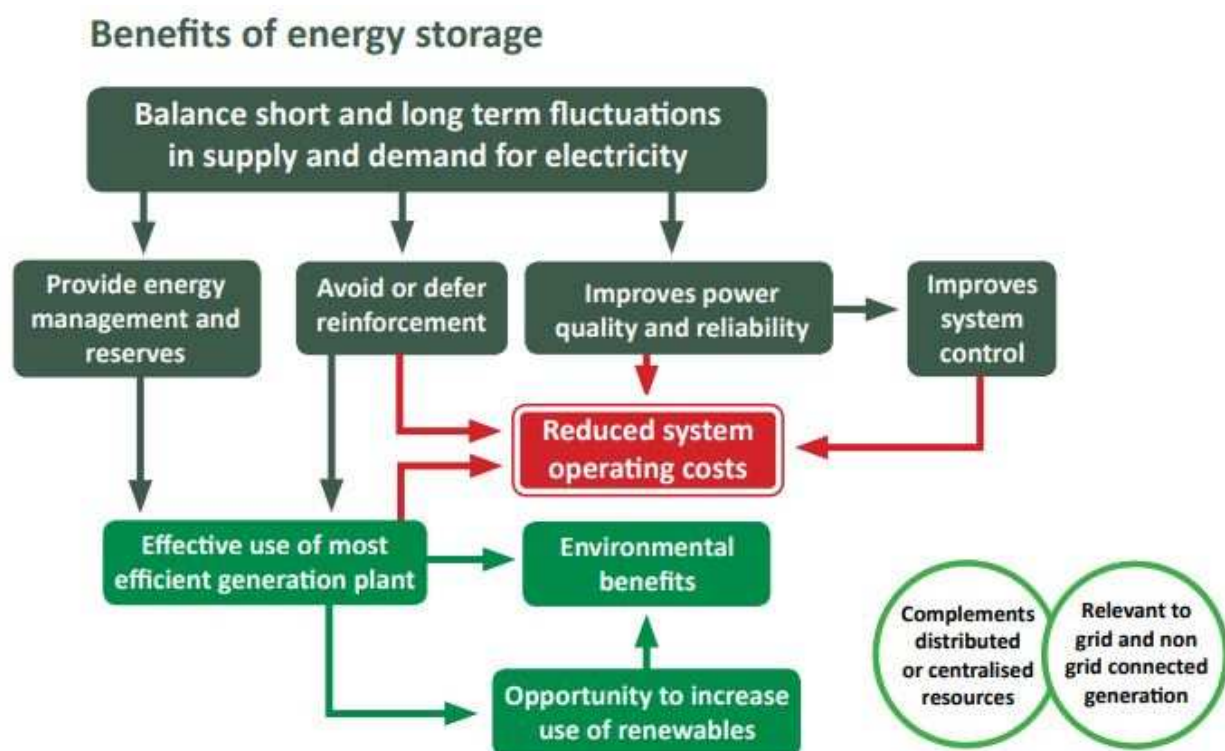 Benefits of energy storage
Balance short and long term fluctuations
in supply and demand for electricity
Provide energy
management and
reserves
Avoid or defer
reinforcement
Improves power
quality and reliability
Improves
system
control
Reduced system
operating costs
Effective use of most
efficient generation plant
Environmental
benefits
Opportunity to increase
use of renewables
Complements
distributed
or centralised
resources
Relevant to
grid and non
grid connected
generation